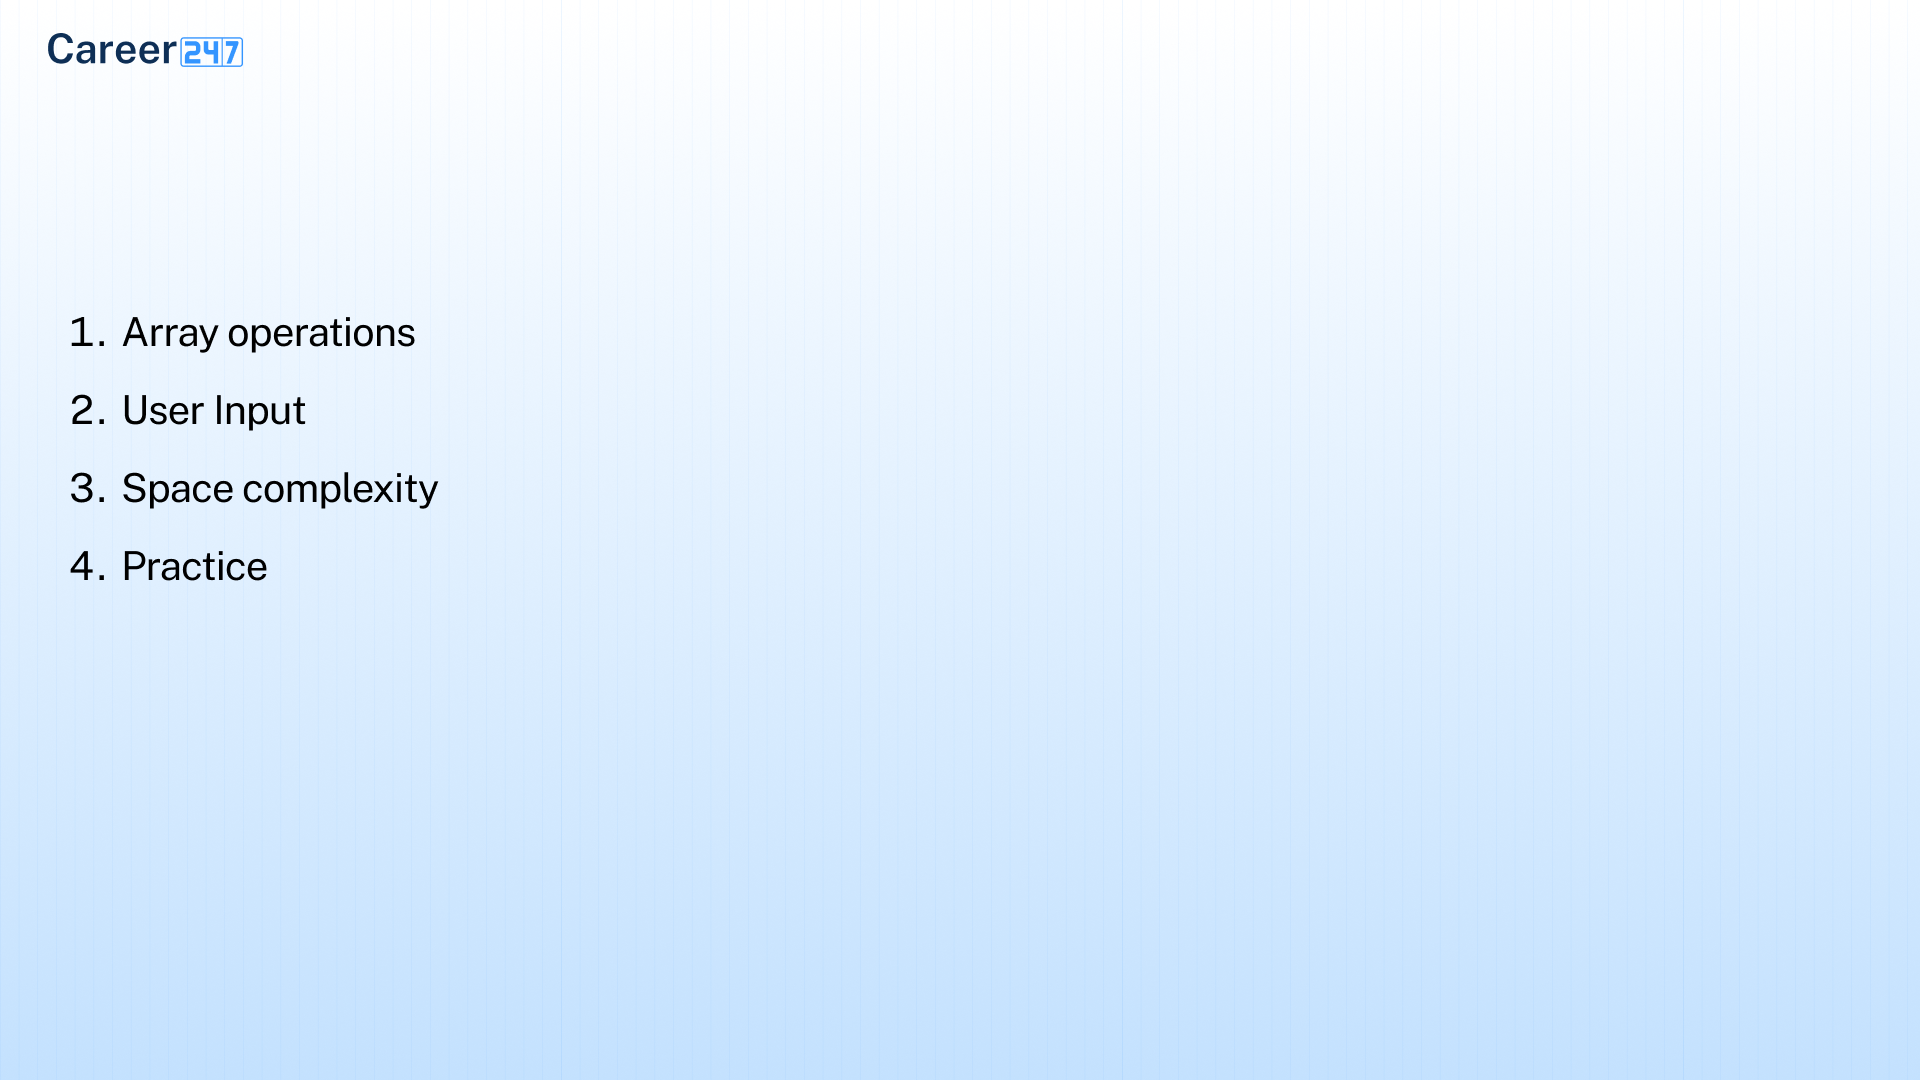 Career247
1. Array operations
2. User Input
3. Space complexity
4. Practice